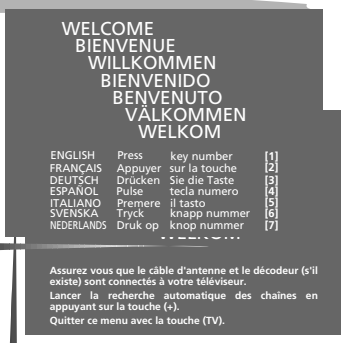 WELCOME
BIENVENUE
WILLKOMMEN
BIENVENIDO
BENVENUTO
VÄLKOMMEN
WELKOM
ENGLISH Press key number [1]
FRANÇAIS Appuyer sur la touche [2]
DEUTSCH Drücken Sie die Taste [3]
ESPAÑOL Pulse tecla numero [4]
ITALIANO Premere il tasto [5]
SVENSKA Tryck knapp nummer [6]
NEDERLANDS Druk op knop nummer [7]
WELKOM
Assurez vous que le câble d'antenne et le décodeur (s'il
existe) sont connectés à votre téléviseur.
Lancer la recherche automatique des chaînes en
appuyant sur la touche (+).
Quitter ce menu avec la touche (TV).